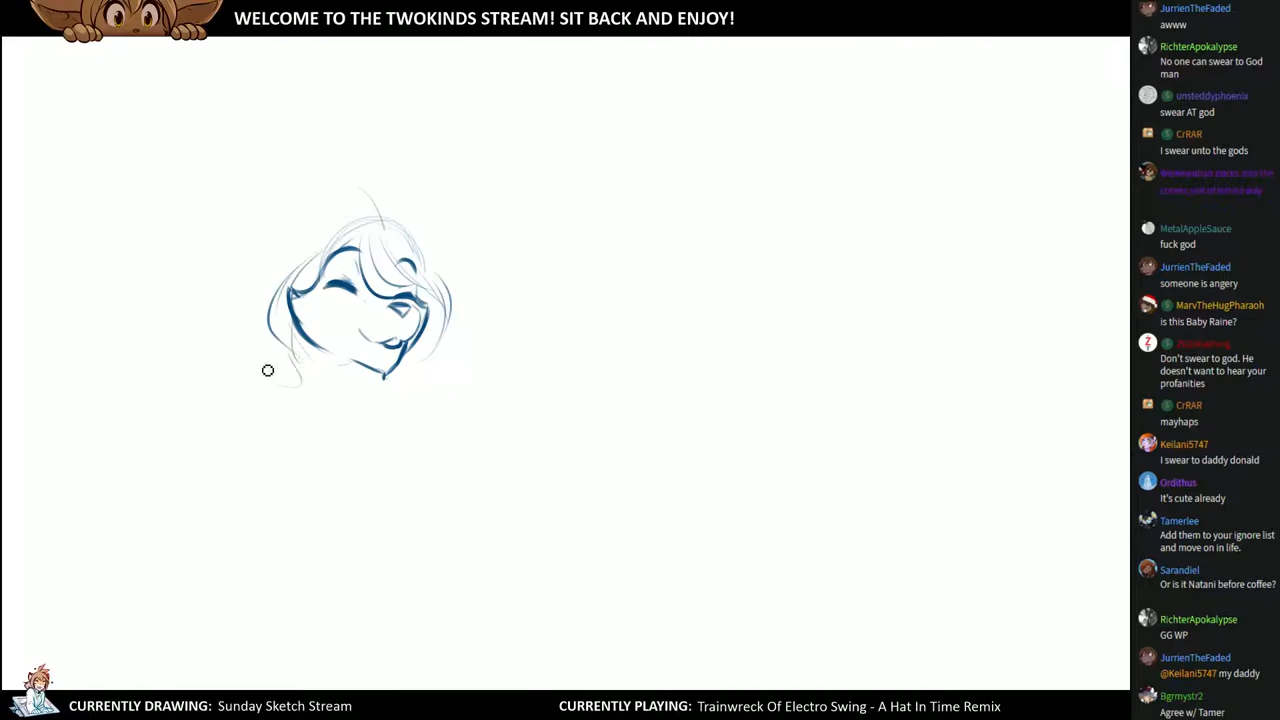 WELCOME TO THE TWOKINDS STREAM! SIT BACK AND ENJOY!
JurrienTheFaded
awww
RichterApokalypse
No one can swear to God
man
unsteddyphoenix
swear AT god
CrRAR
I swear unto the gods
MetalAppleSauce
fuck god
JurrienTheFaded
someone is angry
MarvTheHugPharaoh
is this Baby Raine?
Don't swear to god. He
doesn't want to hear your
profanities
CrRAR
mayhaps
Keilani5747
I swear to daddy donald
Ordithus
It's cute already
Tamerlee
Add them to your ignore list
and move on in life.
Sarandiel
Or is it Natani before coffee?
RichterApokalypse
GG WP
JurrienTheFaded
@Keilani5747 my daddy
Bgrmystr2
Agree w/ Tamer
CURRENTLY DRAWING: Sunday Sketch Stream
CURRENTLY PLAYING: Trainwreck Of Electro Swing - A Hat In Time Remix